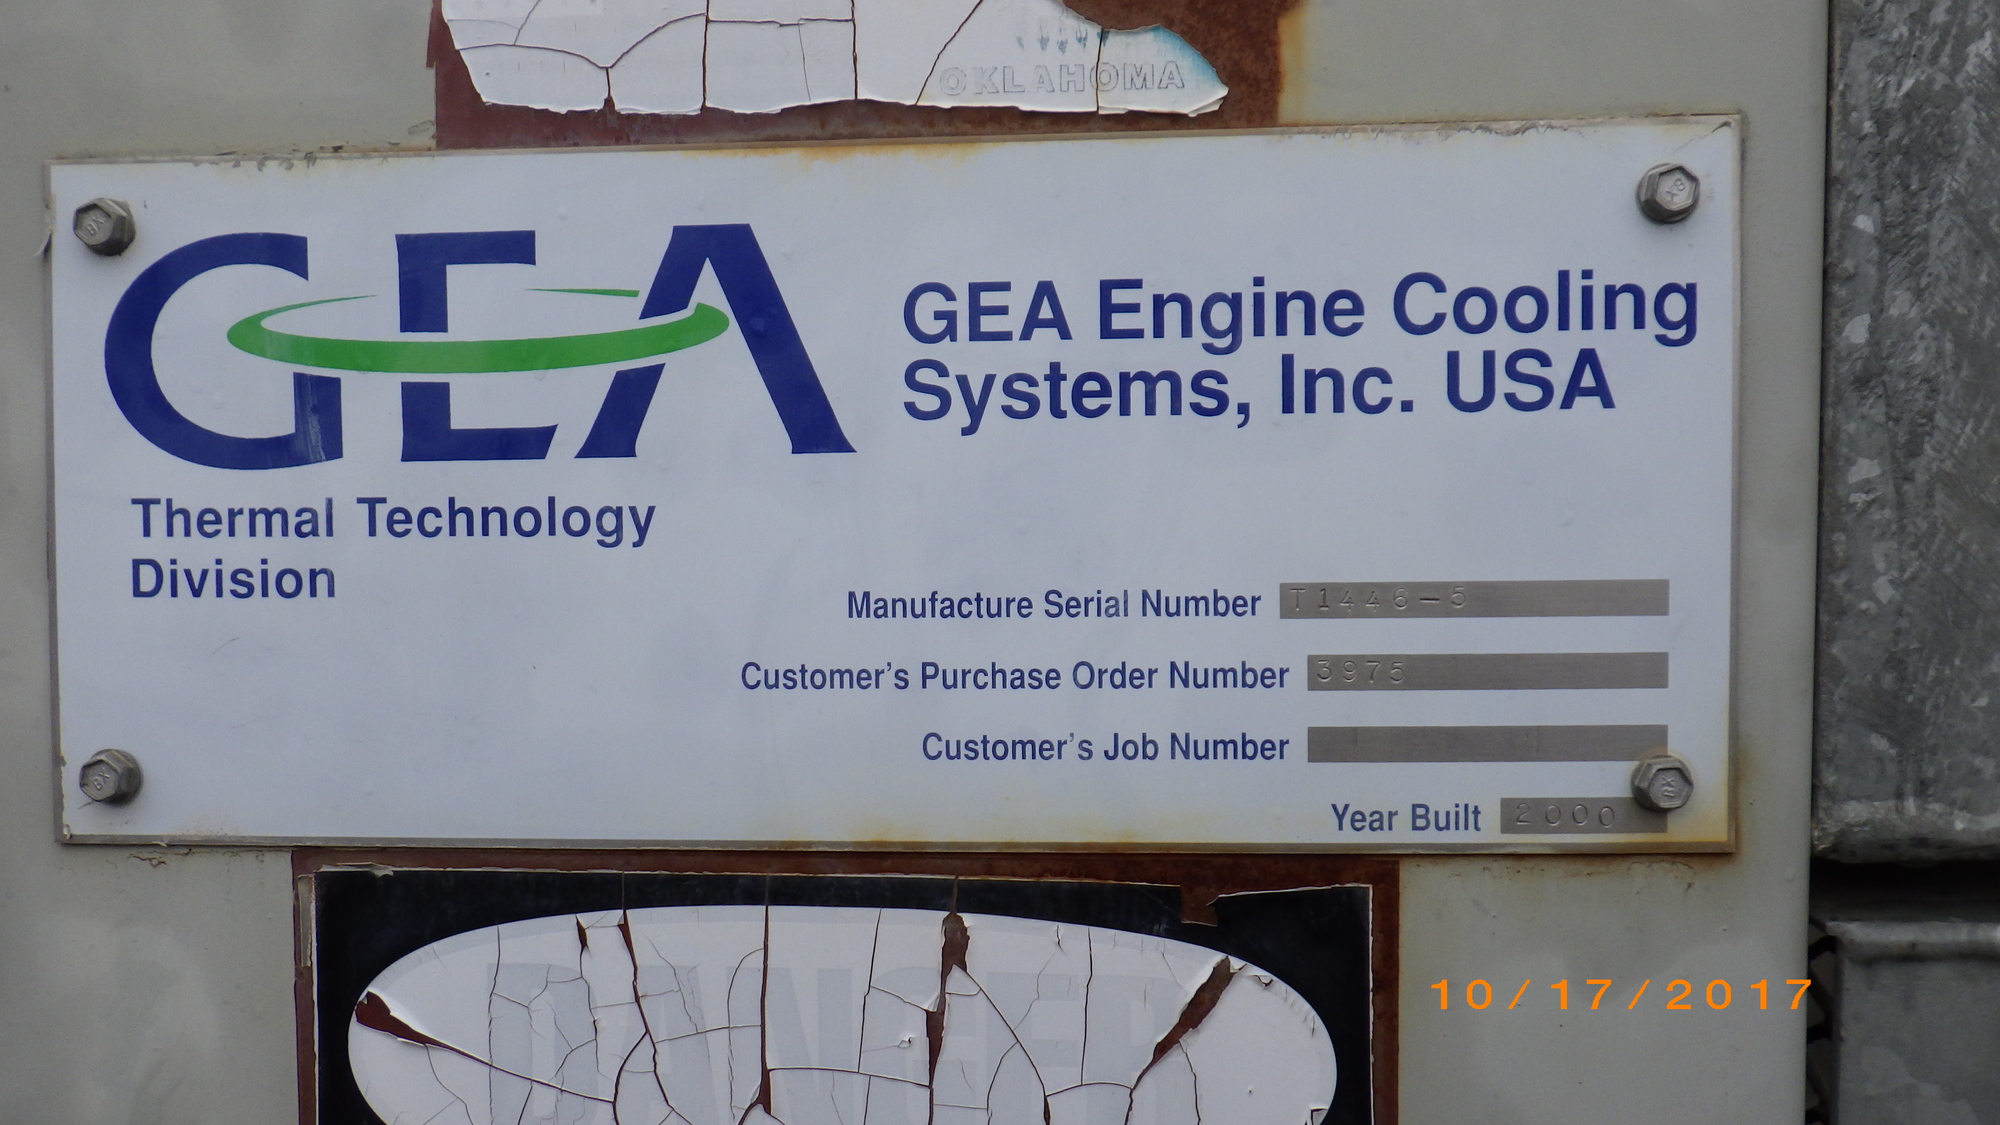 OKLAHOMA
GEA
GEA Engine Cooling
Systems, Inc. USA
Thermal Technology
Division
Manufacture Serial Number T1446-5
Customer's Purchase Order Number 3975
Customer's Job Number
Year Built 2000
DANGER
10/17/2017